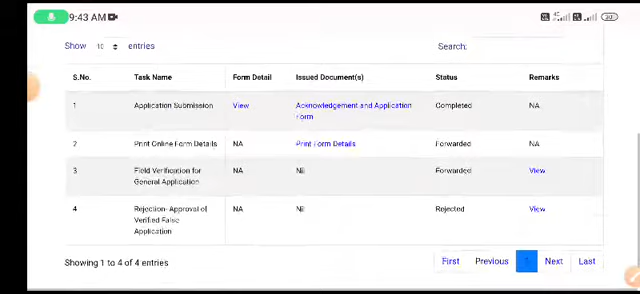 9:43 AM
Show 10 entries Search:
S.No. Task Name Form Detail Issued Document(s) Status Remarks
1 Application Submission View Acknowledgement and Application Form Completed NA
2 Print Online Form Details NA Print Form Details Forwarded NA
3 Field Verification for General Application NA Nil Forwarded View
4 Rejection-Approval of Verified False Application NA Nil Rejected View
Showing 1 to 4 of 4 entries First Previous 1 Next Last